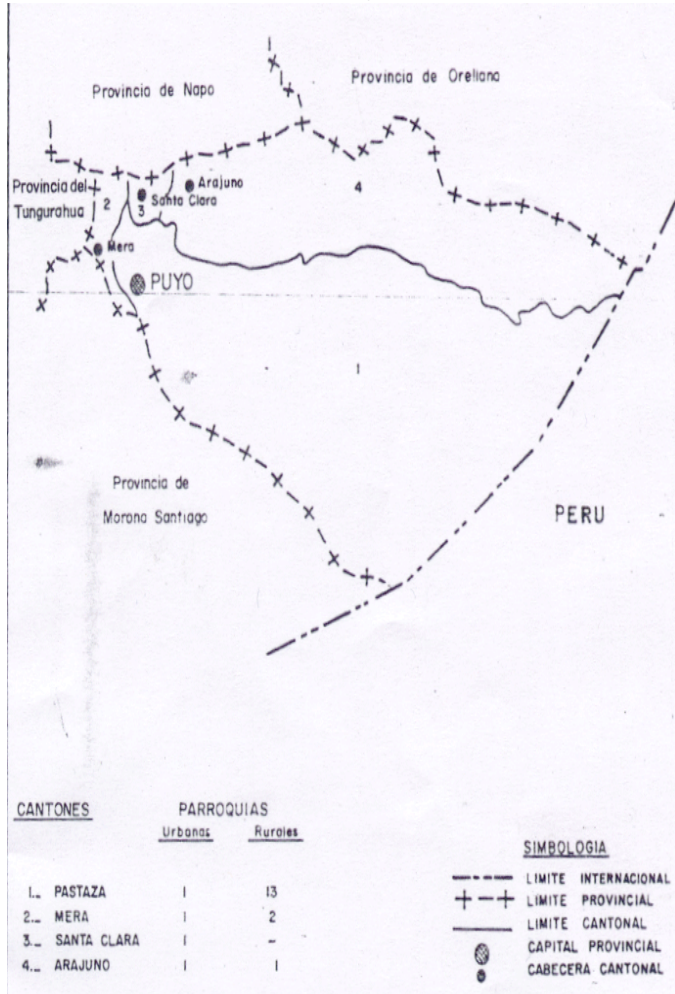 Provincia de Orellana
Provincia de Napo
Provincia del
Tungurahua
2
3
Santa Clara
Arajuno
4
Mera
PUYO
1
Provincia de
Morona Santiago
PERU
CANTONES PARROQUIAS
Urbanas Rurales
1._ PASTAZA 1 13
2._ MERA 1 2
3._ SANTA CLARA 1 -
4._ ARAJUNO 1 1
SIMBOLOGIA
LIMITE INTERNACIONAL
LIMITE PROVINCIAL
LIMITE CANTONAL
CAPITAL PROVINCIAL
CABECERA CANTONAL